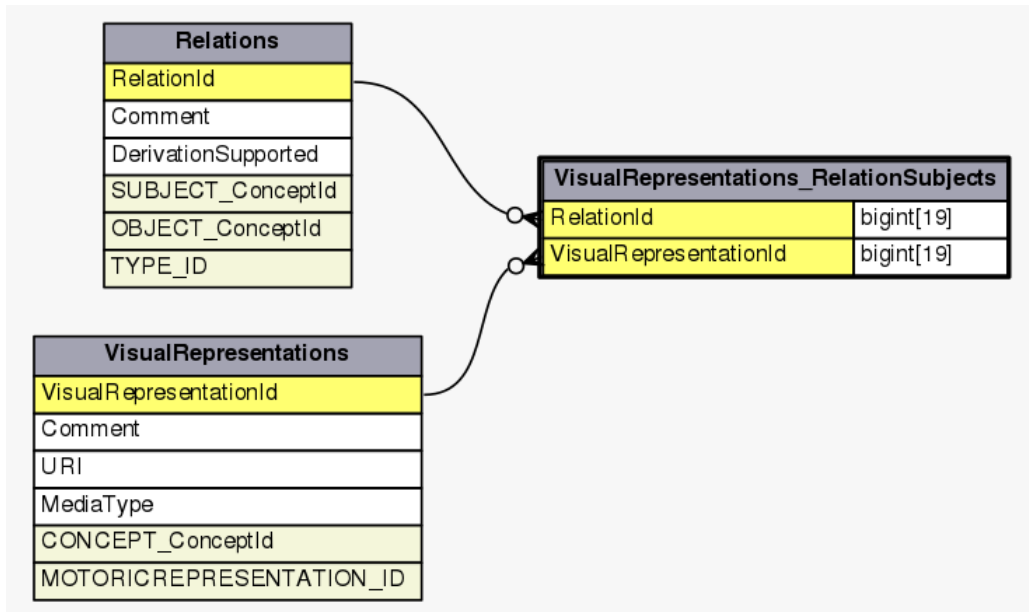 Relations
RelationId
Comment
DerivationSupported
SUBJECT_ConceptId
OBJECT_ConceptId
TYPE_ID
VisualRepresentations_RelationSubjects
RelationId bigint[19]
VisualRepresentationId bigint[19]
VisualRepresentations
VisualRepresentationId
Comment
URI
MediaType
CONCEPT_ConceptId
MOTORICREPRESENTATION_ID